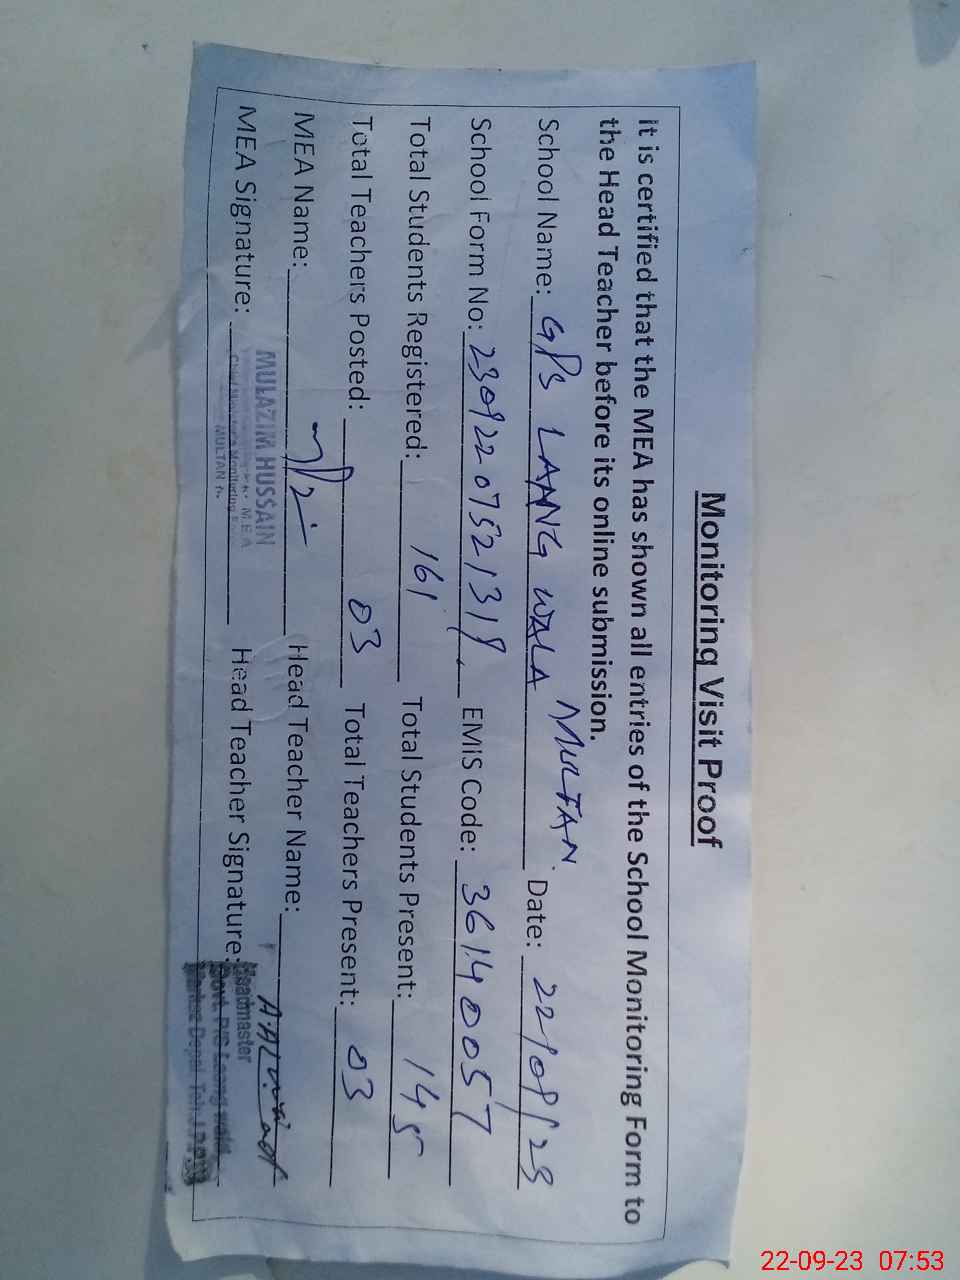 Monitoring Visit Proof
it is certified that the MEA has shown all entries of the School Monitoring Form to
the Head Teacher before its online submission.
School Name: GPS LANG WALA MULTAN. Date: 22/09/23
School Form No: EMIS Code: 36140057
Total Students Registered: 161 Total Students Present: 145
Total Teachers Posted: 03 Total Teachers Present: 03
MEA Name: Head Teacher Name:
MULAZIM HUSSAIN
MEA Signature: Head Teacher Signature:
MEA
MULTAN
Headmaster
22-09-23 07:53